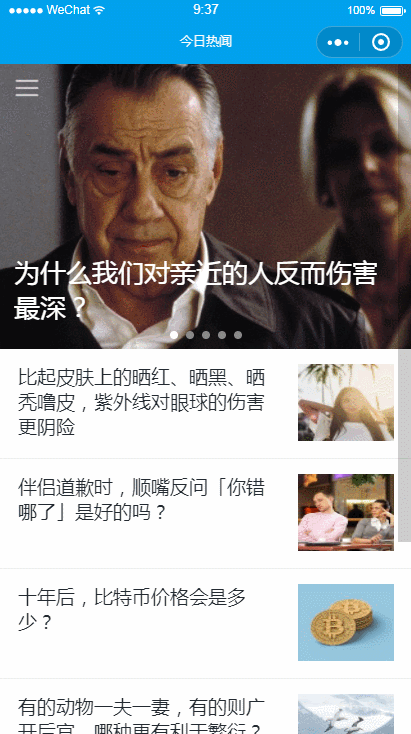 WeChat 9:37 100%
今日热闻
为什么我们对亲近的人反而伤害
最深？
比起皮肤上的晒红、晒黑、晒
秃噜皮，紫外线对眼球的伤害
更阴险
伴侣道歉时，顺嘴反问「你错
哪了」是好的吗？
十年后，比特币价格会是多
少？
有的动物一夫一妻，有的则广
开后宫，哪种更有利于繁衍？